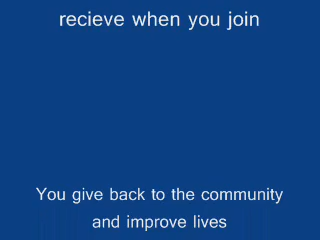 recieve when you join
You give back to the community
and improve lives